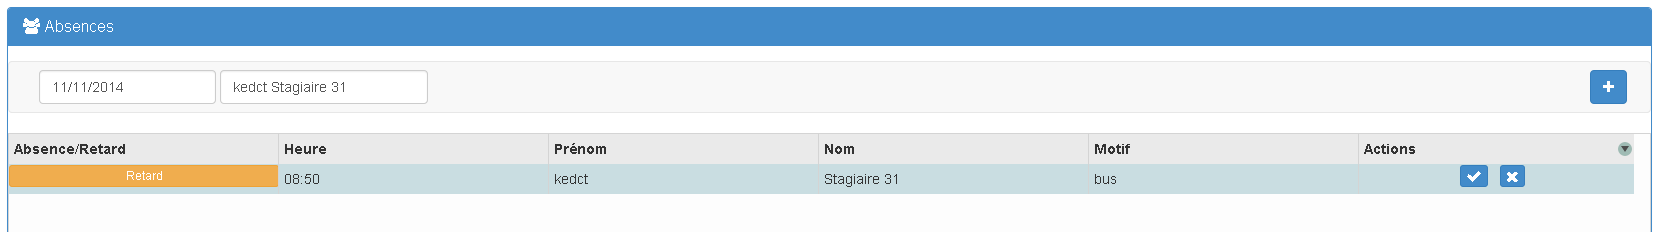 Absences
11/11/2014 kedct Stagiaire 31
Absence/Retard Heure Prénom Nom Motif Actions
Retard 08:50 kedct Stagiaire 31 bus